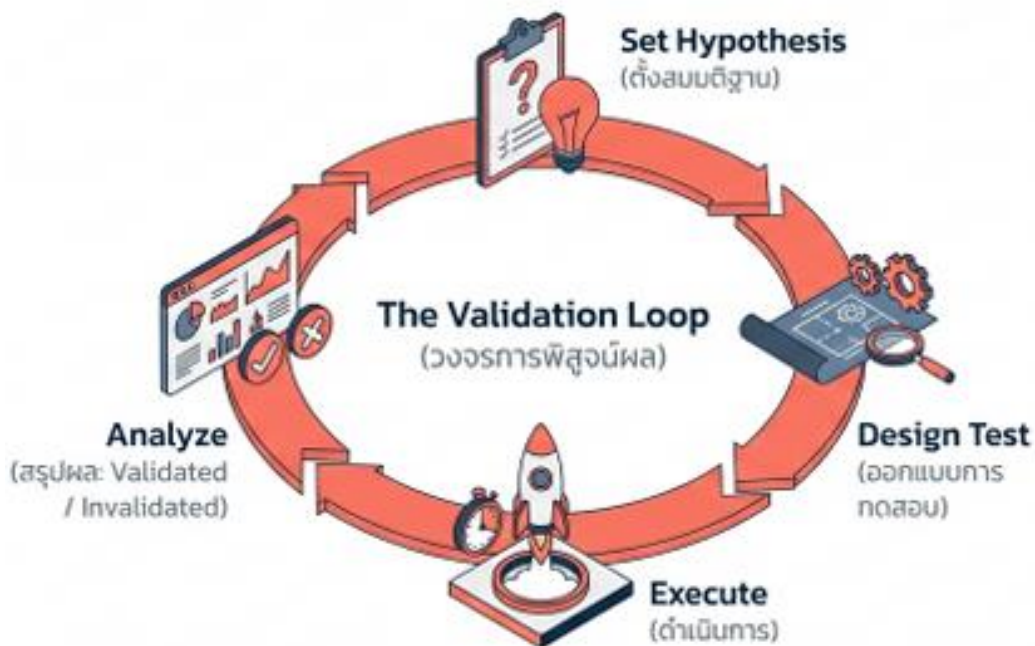 Set Hypothesis
(ตั้งสมมติฐาน)
The Validation Loop
(วงจรการพิสูจน์ผล)
Design Test
(ออกแบบการ
ทดสอบ)
Execute
(ดำเนินการ)
Analyze
(สรุปผล: Validated
/ Invalidated)